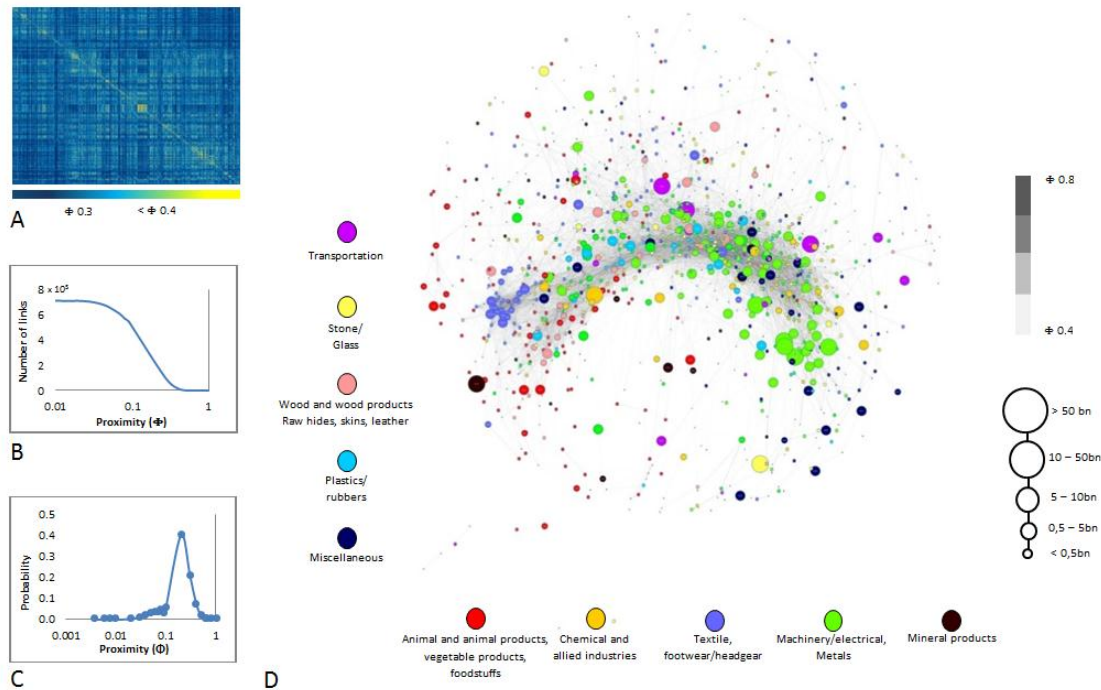 Φ 0.3
< Φ 0.4
A
8 x 10⁵
6
4
2
0
Number of links
0.01
0.1
1
Proximity (Φ)
B
0.5
0.4
0.3
0.2
0.1
0.0
Probability
0.001
0.01
0.1
1
Proximity (Φ)
C
Transportation
Stone/
Glass
Wood and wood products
Raw hides, skins, leather
Plastics/
rubbers
Miscellaneous
D
Animal and animal products,
vegetable products,
foodstuffs
Chemical and
allied industries
Textile,
footwear/headgear
Machinery/electrical,
Metals
Mineral products
Φ 0.8
Φ 0.4
> 50 bn
10 – 50bn
5 – 10bn
0,5 – 5bn
< 0,5bn